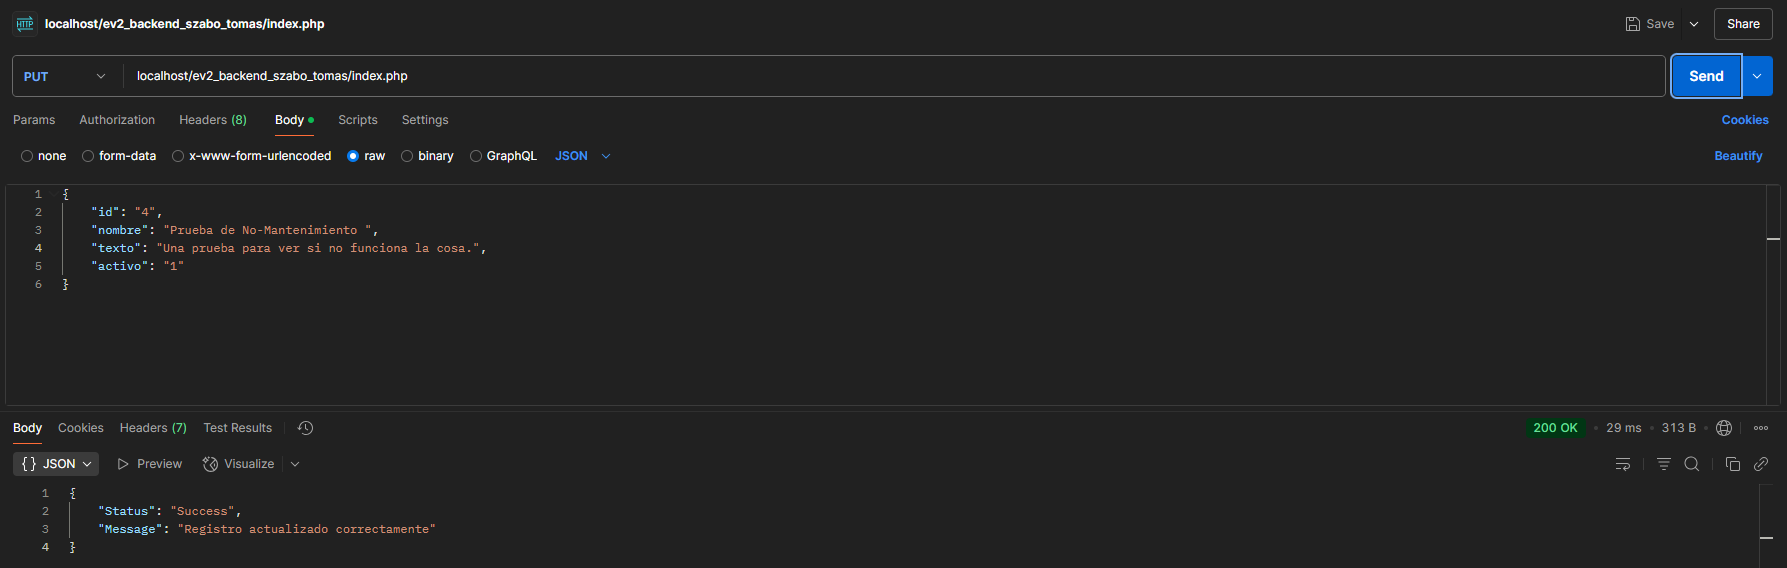 HTTP localhost/ev2_backend_szabo_tomas/index.php Save Share
PUT localhost/ev2_backend_szabo_tomas/index.php Send
Params Authorization Headers (8) Body Scripts Settings Cookies
none form-data x-www-form-urlencoded raw binary GraphQL JSON Beautify
1 {
2 "id": "4",
3 "nombre": "Prueba de No-Mantenimiento ",
4 "texto": "Una prueba para ver si no funciona la cosa.",
5 "activo": "1"
6 }
Body Cookies Headers (7) Test Results 200 OK • 29 ms • 313 B •
{} JSON Preview Visualize
1 {
2 "Status": "Success",
3 "Message": "Registro actualizado correctamente"
4 }